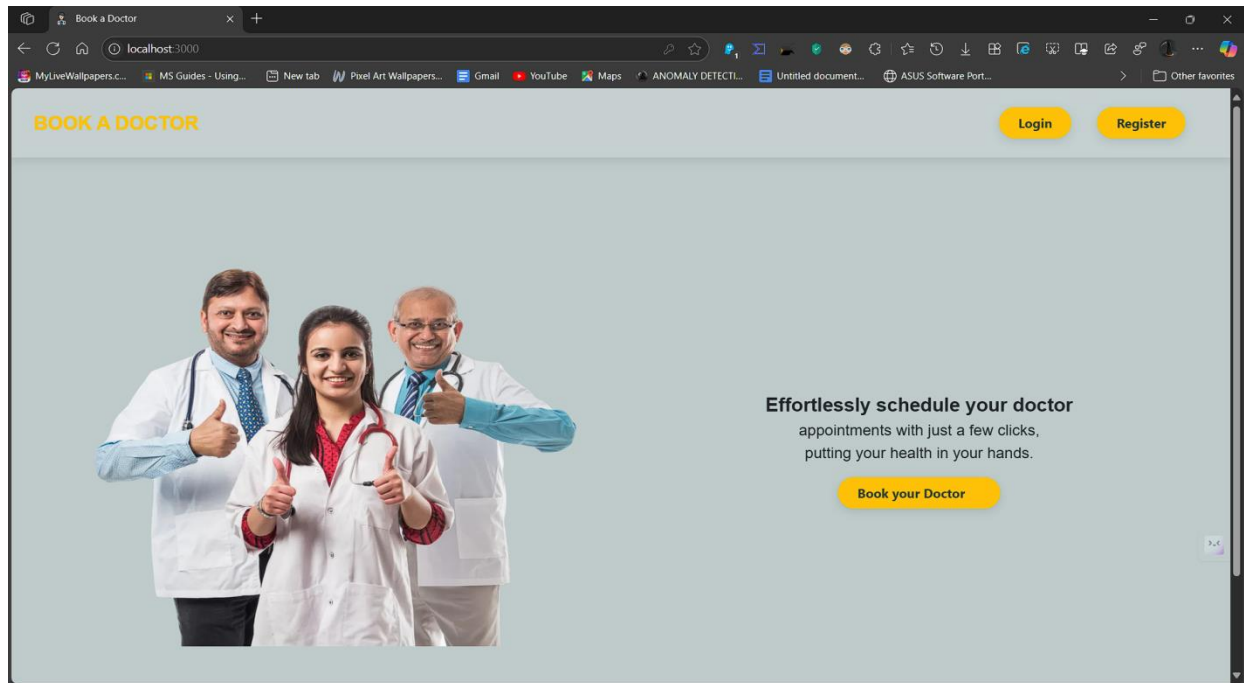 Book a Doctor
localhost:3000
1
MyLiveWallpapers.c... MS Guides - Using... New tab Pixel Art Wallpapers... Gmail YouTube Maps ANOMALY DETECTI... Untitled document... ASUS Software Port... Other favorites
BOOK A DOCTOR
Login
Register
Effortlessly schedule your doctor
appointments with just a few clicks,
putting your health in your hands.
Book your Doctor